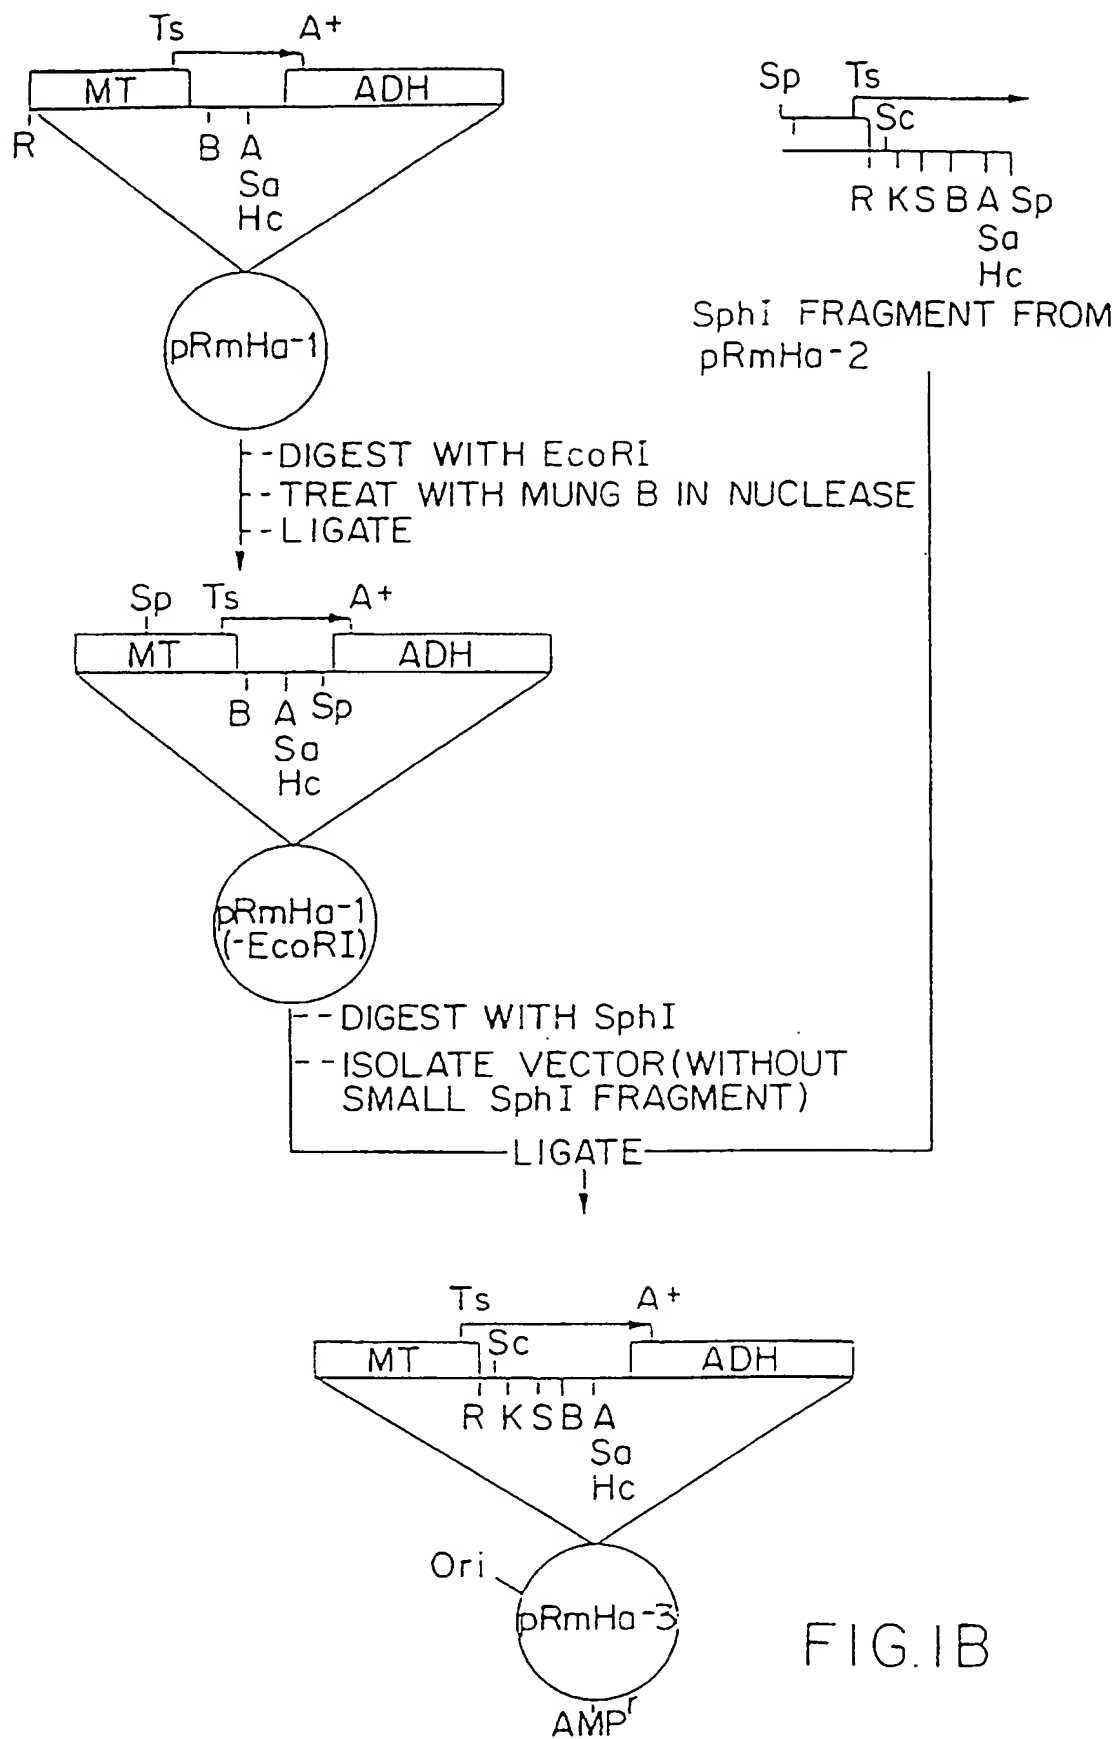 Ts A+
MT ADH
R B A
Sa
Hc
pRmHa-1
Sp Ts
Sc
R K S B A Sp
Sa
Hc
SphI FRAGMENT FROM
pRmHa-2
DIGEST WITH EcoRI
TREAT WITH MUNG B IN NUCLEASE
LIGATE
Sp Ts A+
MT ADH
B A Sp
Sa
Hc
pRmHa-1
(-EcoRI)
DIGEST WITH SphI
ISOLATE VECTOR(WITHOUT
SMALL SphI FRAGMENT)
LIGATE
Ts A+
Sc
MT ADH
R K S B A
Sa
Hc
Ori
pRmHa-3
AMPr
FIG.1B